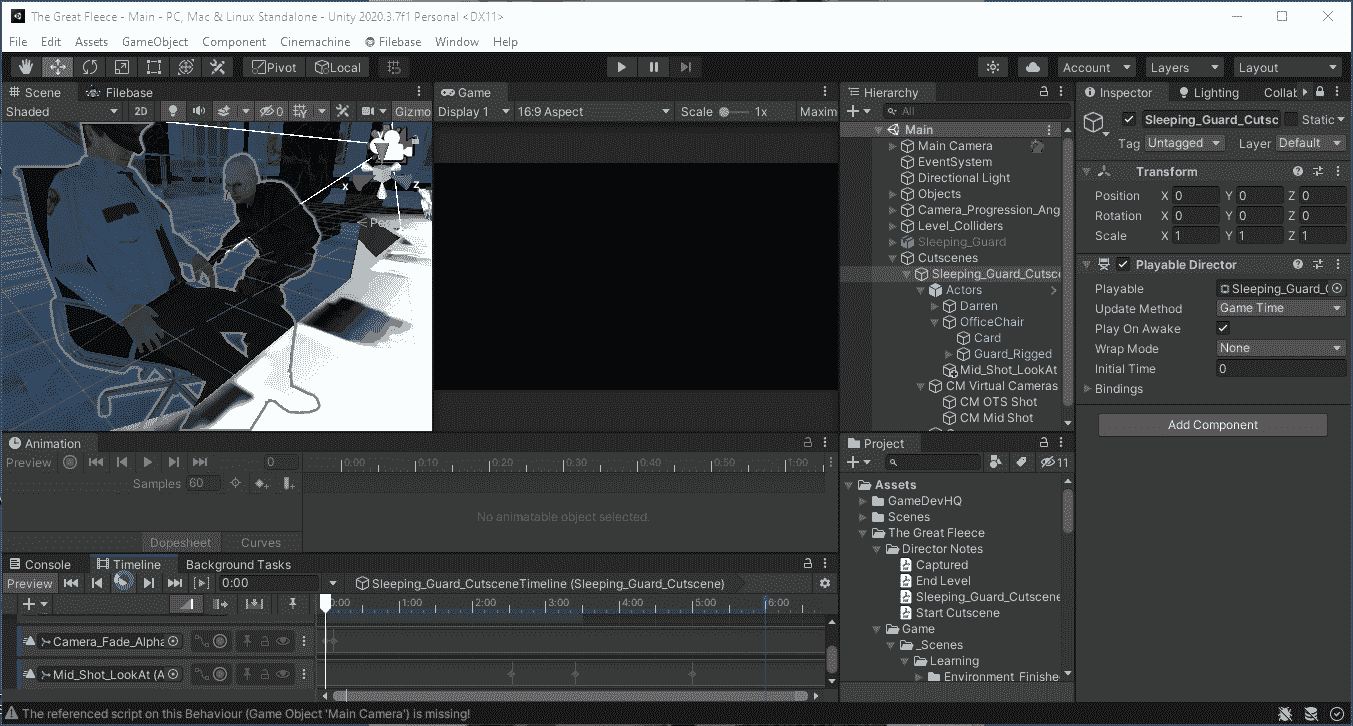 The Great Fleece - Main - PC, Mac & Linux Standalone - Unity 2020.3.7f1 Personal <DX11>
File Edit Assets GameObject Component Cinemachine Filebase Window Help
Pivot Local Account Layers Layout
Scene Filebase
Shaded 2D 0 Gizmo
x y z
< Pers
Game
Display 1 16:9 Aspect Scale 1x Maxim
Hierarchy
All
Main
Main Camera
EventSystem
Directional Light
Objects
Camera_Progression_Ang
Level_Colliders
Sleeping_Guard
Cutscenes
Sleeping_Guard_Cutsce
Actors
Darren
OfficeChair
Card
Guard_Rigged
Mid_Shot_LookAt
CM Virtual Cameras
CM OTS Shot
CM Mid Shot
Inspector Lighting Collab
Sleeping_Guard_Cutsc Static
Tag Untagged Layer Default
Transform
Position X 0 Y 0 Z 0
Rotation X 0 Y 0 Z 0
Scale X 1 Y 1 Z 1
Playable Director
Playable Sleeping_Guard_C
Update Method Game Time
Play On Awake
Wrap Mode None
Initial Time 0
Bindings
Add Component
Animation
Preview 0
Samples 60
0:00 0:10 0:20 0:30 0:40 0:50 1:00
No animatable object selected.
Dopesheet Curves
Console Timeline Background Tasks
Preview 0:00 Sleeping_Guard_CutsceneTimeline (Sleeping_Guard_Cutscene)
0:00 1:00 2:00 3:00 4:00 5:00 6:00
Camera_Fade_Alpha
Mid_Shot_LookAt (A
Project
11
Assets
GameDevHQ
Scenes
The Great Fleece
Director Notes
Captured
End Level
Sleeping_Guard_Cutscene
Start Cutscene
Game
_Scenes
Learning
Environment_Finishe
The referenced script on this Behaviour (Game Object 'Main Camera') is missing!